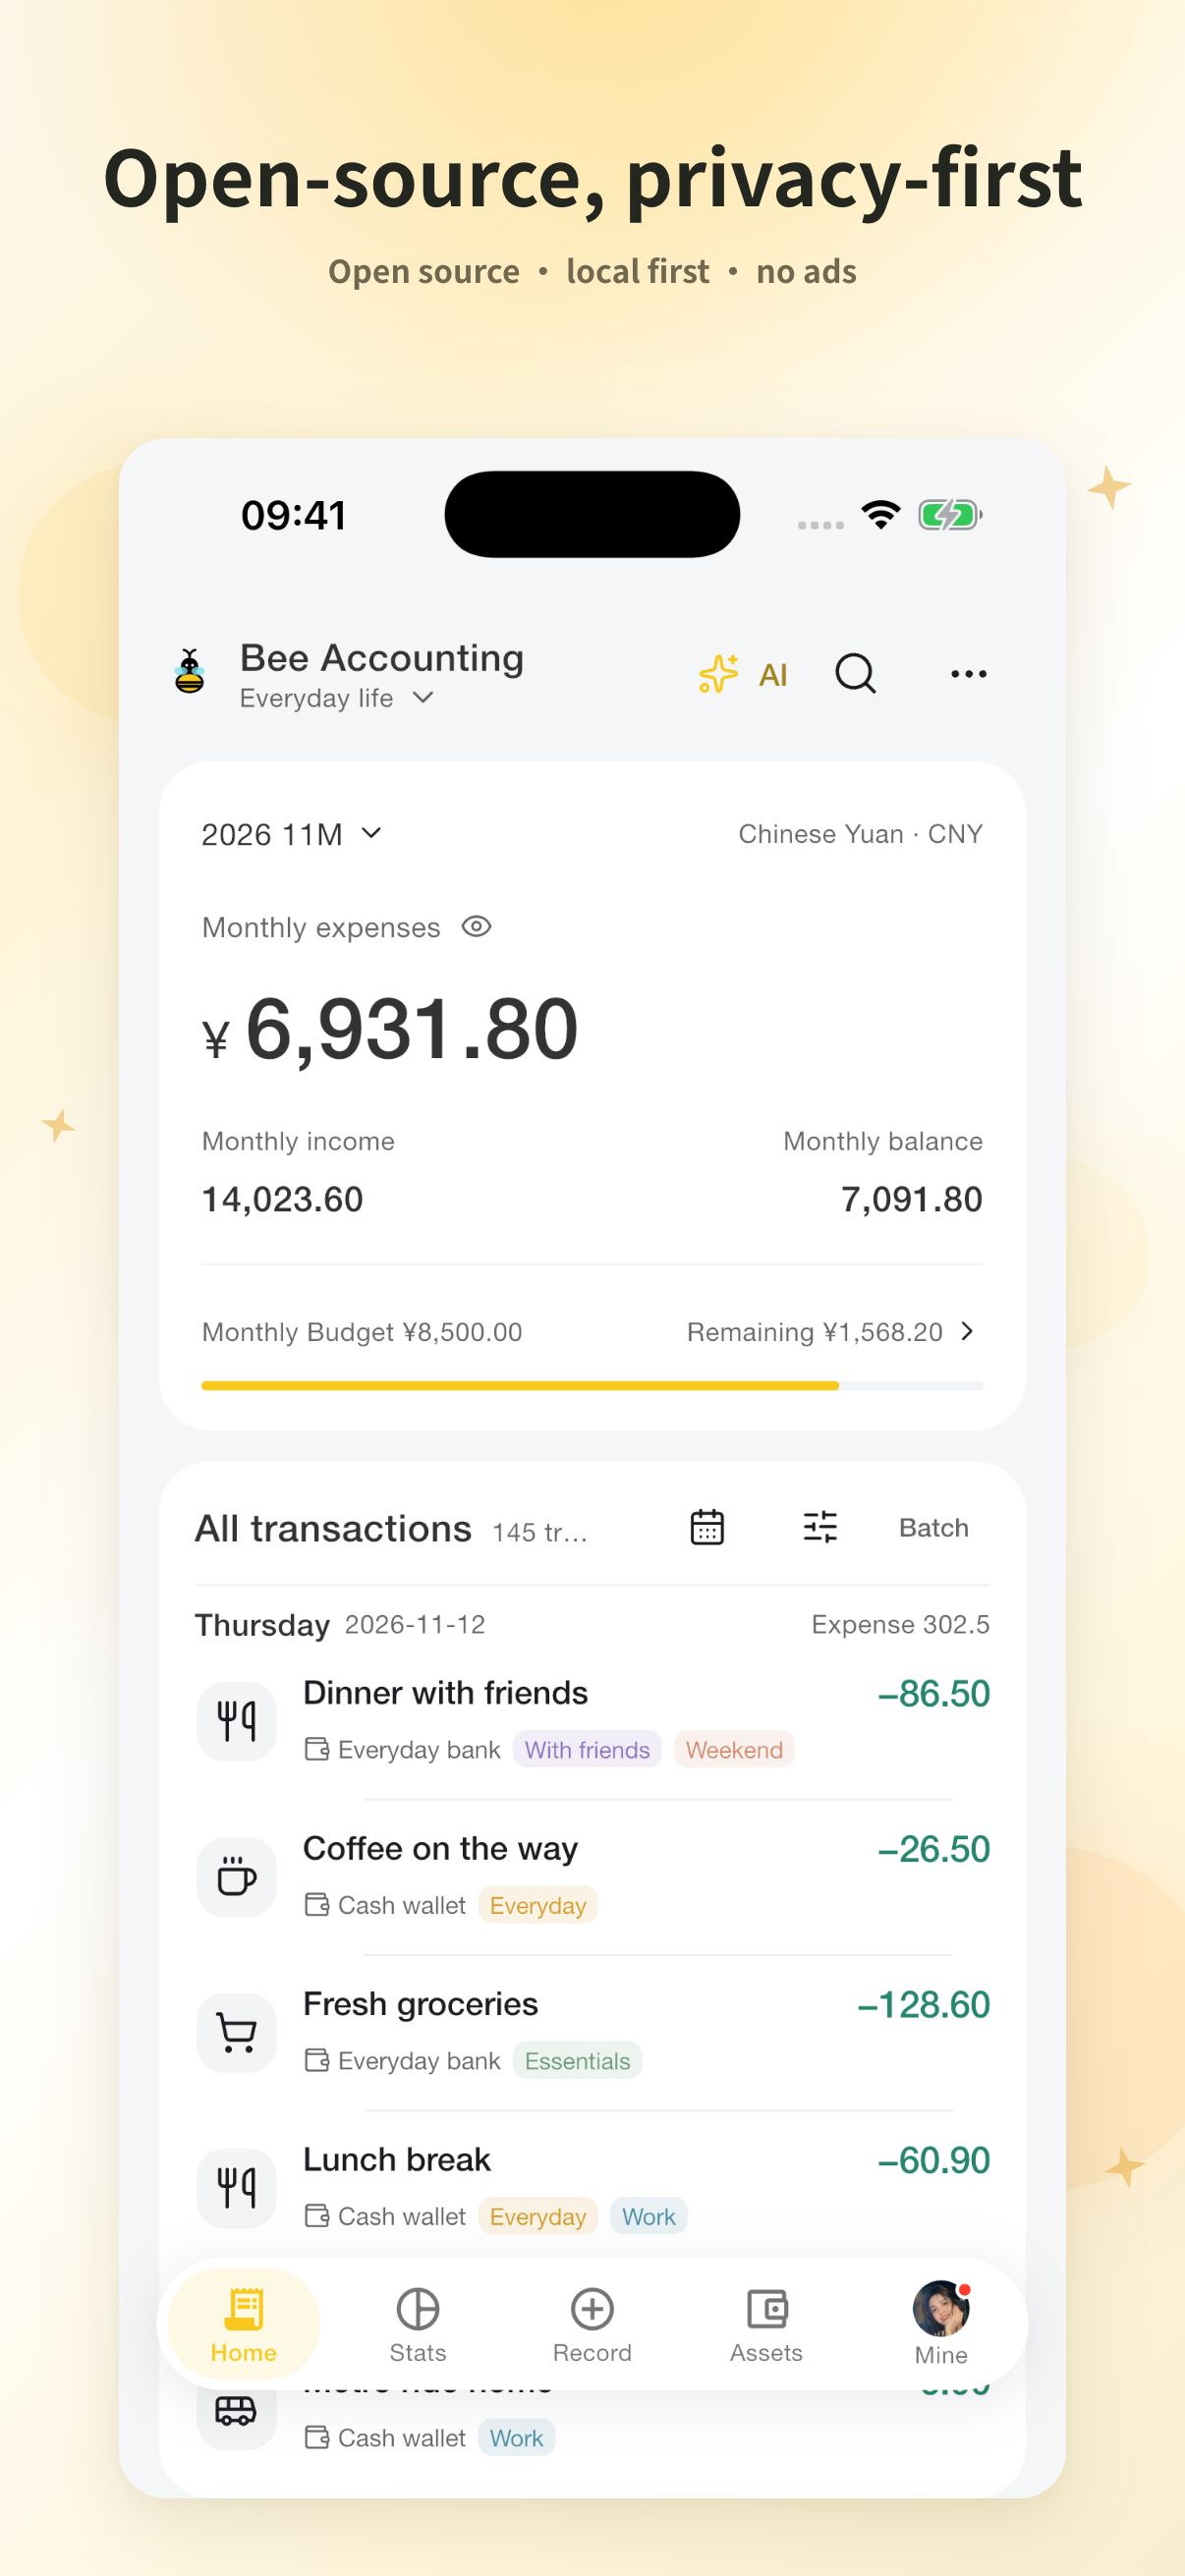 Open-source, privacy-first
Open source • local first • no ads
09:41
Bee Accounting
AI
Everyday life
2026 11M
Chinese Yuan · CNY
Monthly expenses
¥ 6,931.80
Monthly income
Monthly balance
14,023.60
7,091.80
Monthly Budget ¥8,500.00
Remaining ¥1,568.20
All transactions 145 tr...
Batch
Thursday 2026-11-12
Expense 302.5
Dinner with friends
–86.50
Everyday bank With friends Weekend
Coffee on the way
–26.50
Cash wallet Everyday
Fresh groceries
–128.60
Everyday bank Essentials
Lunch break
–60.90
Cash wallet Everyday Work
Home
Stats
Record
Assets
Mine
Cash wallet Work